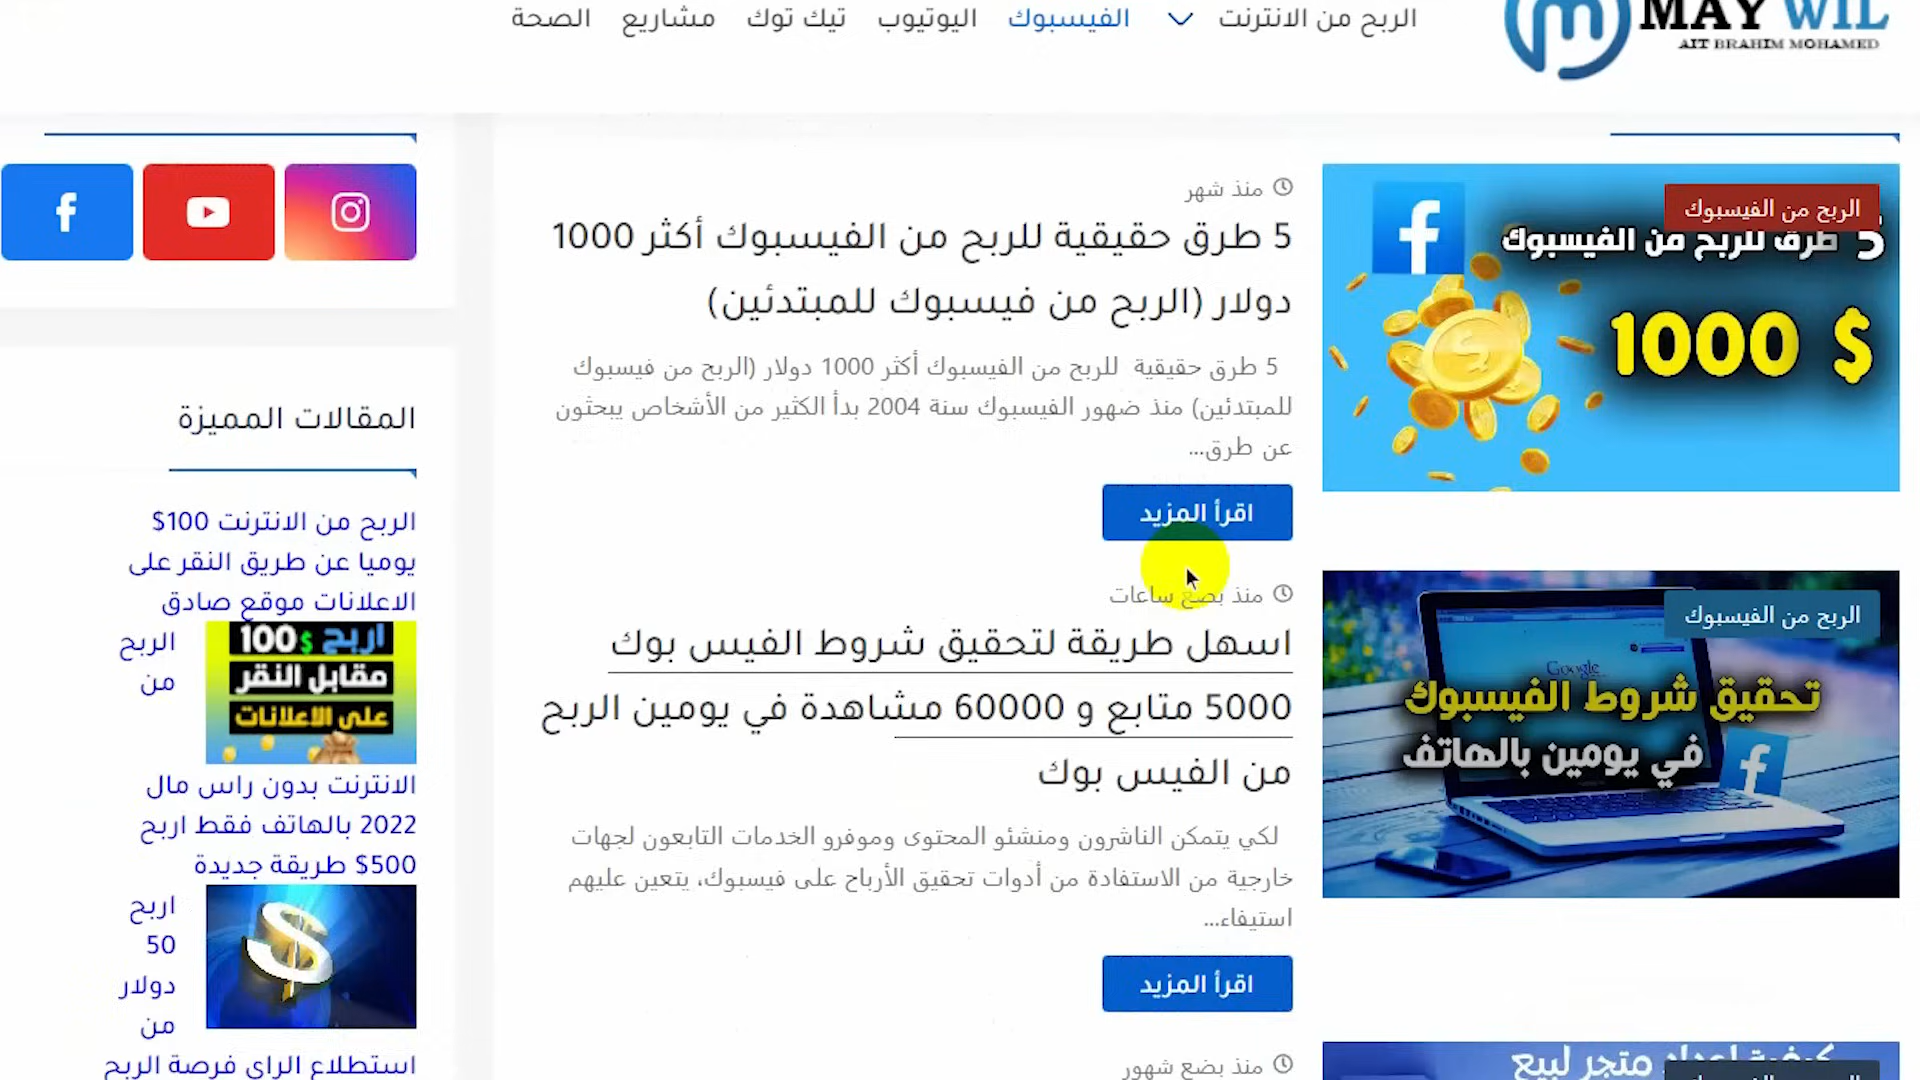 MAY WIL
AIT BRAHIM MOHAMED
الربح من الانترنت
الفيسبوك
اليوتيوب
تيك توك
مشاريع
الصحة
الربح من الفيسبوك
5 طرق للربح من الفيسبوك
1000 $
منذ شهر
5 طرق حقيقية للربح من الفيسبوك أكثر 1000
دولار (الربح من فيسبوك للمبتدئين)
5 طرق حقيقية للربح من الفيسبوك أكثر 1000 دولار (الربح من فيسبوك
للمبتدئين) منذ ضهور الفيسبوك سنة 2004 بدأ الكثير من الأشخاص يبحثون
عن طرق...
اقرأ المزيد
الربح من الفيسبوك
Google
تحقيق شروط الفيسبوك
في يومين بالهاتف
منذ بضع ساعات
اسهل طريقة لتحقيق شروط الفيس بوك
5000 متابع و 60000 مشاهدة في يومين الربح
من الفيس بوك
لكي يتمكن الناشرون ومنشئو المحتوى وموفرو الخدمات التابعون لجهات
خارجية من الاستفادة من أدوات تحقيق الأرباح على فيسبوك، يتعين عليهم
استيفاء...
اقرأ المزيد
كيفية اعداد متجر لبيع
منذ بضع شهور
المقالات المميزة
الربح من الانترنت 100$
يوميا عن طريق النقر على
الاعلانات موقع صادق
اربح 100$
مقابل النقر
على الاعلانات
الربح
من
الانترنت بدون راس مال
2022 بالهاتف فقط اربح
500$ طريقة جديدة
اربح
50
دولار
من
استطلاع الراي فرصة الربح